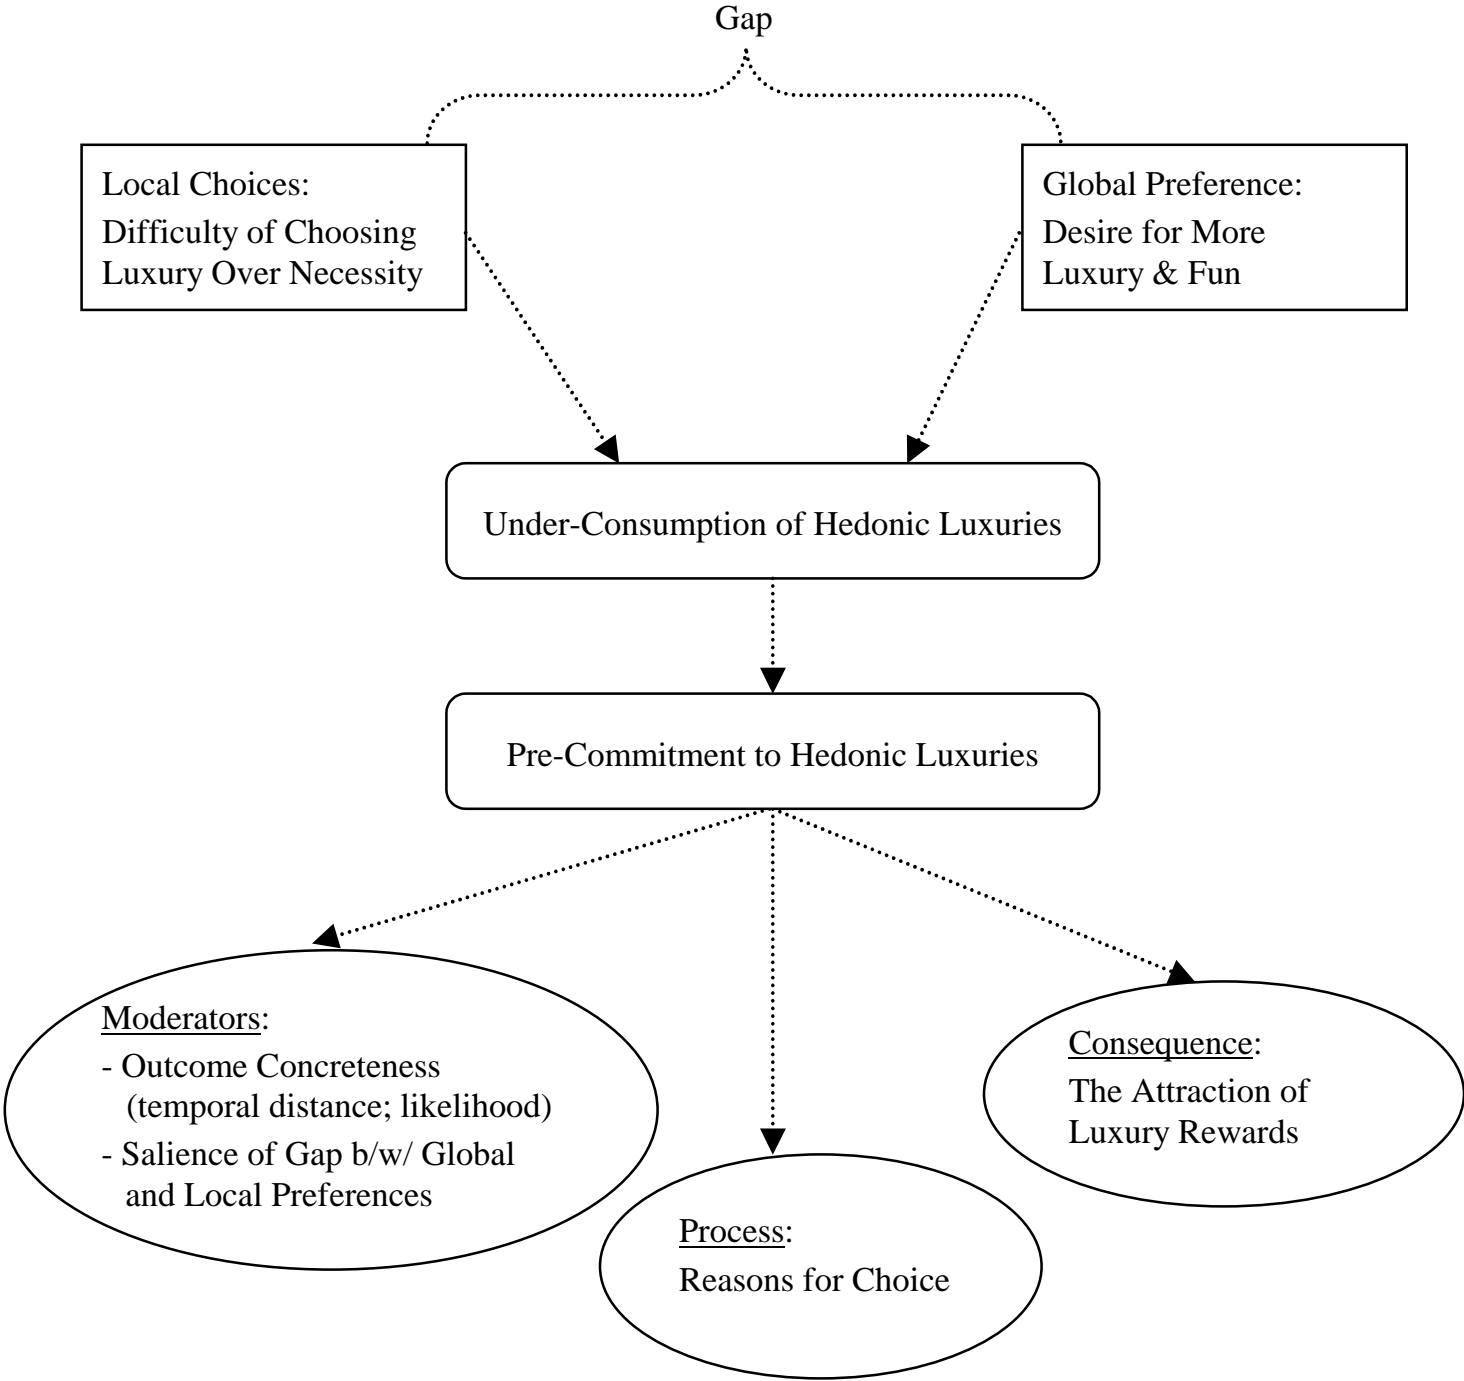 Gap
Local Choices:
Difficulty of Choosing
Luxury Over Necessity
Global Preference:
Desire for More
Luxury & Fun
Under-Consumption of Hedonic Luxuries
Pre-Commitment to Hedonic Luxuries
Moderators:
- Outcome Concreteness
(temporal distance; likelihood)
- Salience of Gap b/w/ Global
and Local Preferences
Process:
Reasons for Choice
Consequence:
The Attraction of
Luxury Rewards